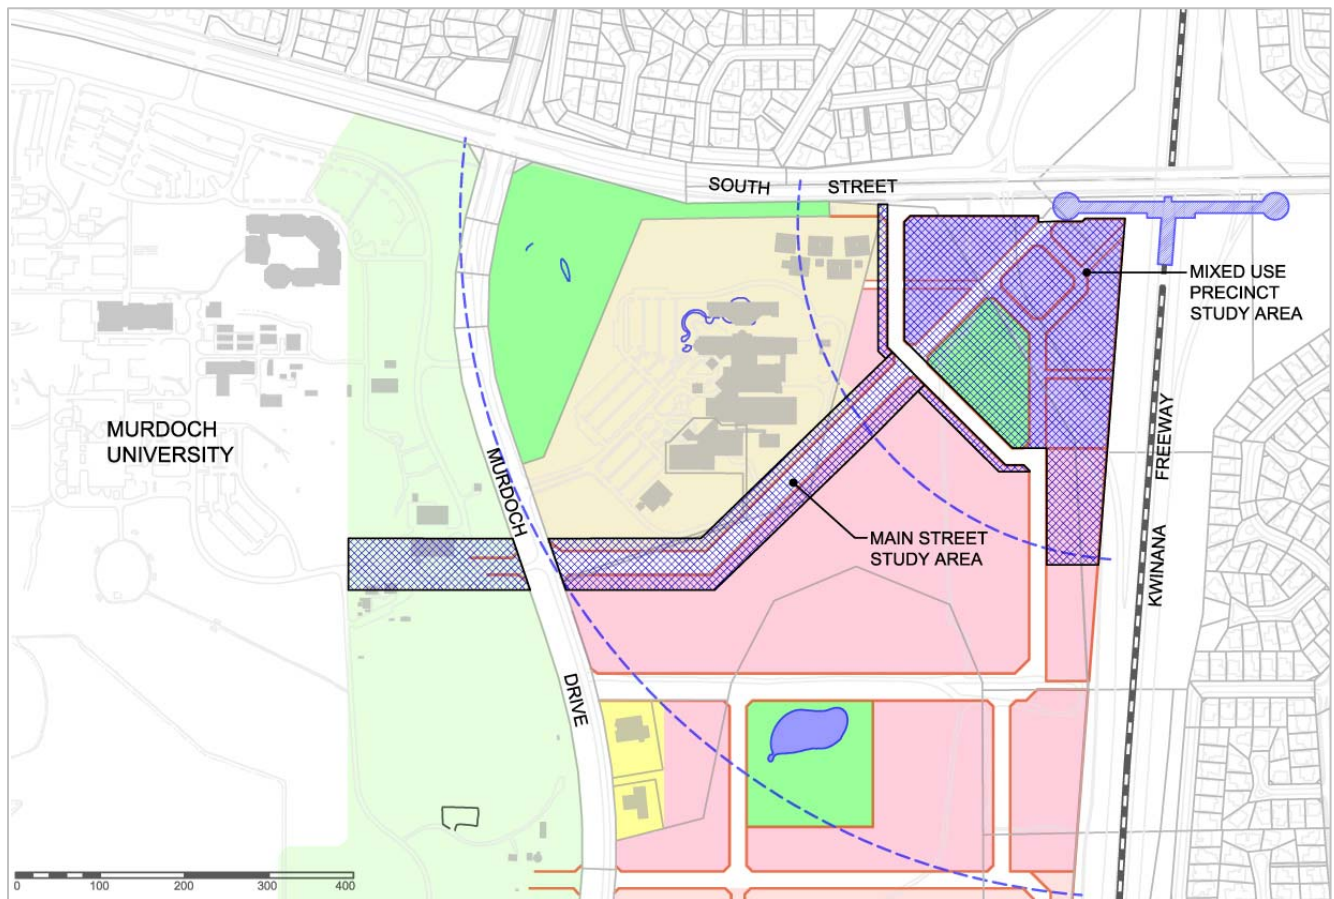 SOUTH STREET
MIXED USE
PRECINCT
STUDY AREA
MURDOCH
UNIVERSITY
MURDOCH
DRIVE
MAIN STREET
STUDY AREA
KWINANA
FREEWAY
0 100 200 300 400